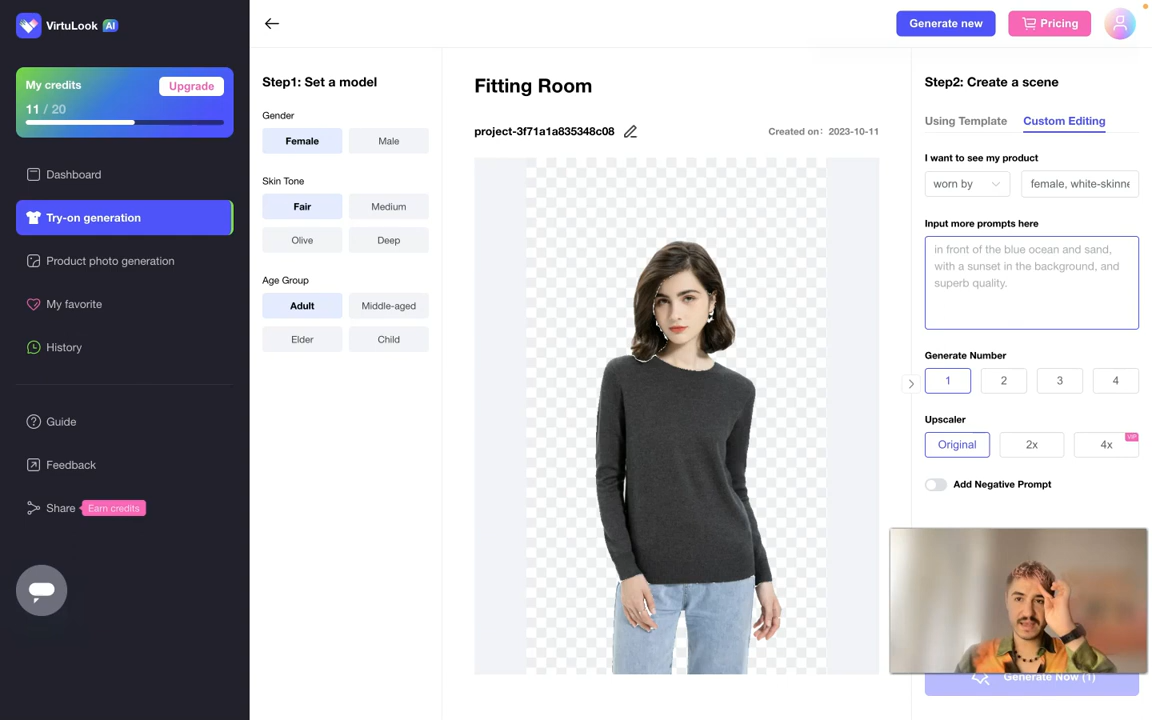 VirtuLook AI
Generate new
Pricing
My credits
Upgrade
11 / 20
Dashboard
Try-on generation
Product photo generation
My favorite
History
Guide
Feedback
Share
Earn credits
Step1: Set a model
Gender
Female
Male
Skin Tone
Fair
Medium
Olive
Deep
Age Group
Adult
Middle-aged
Elder
Child
Fitting Room
project-3f71a1a835348c08
Created on: 2023-10-11
Step2: Create a scene
Using Template
Custom Editing
I want to see my product
worn by
female, white-skinne
Input more prompts here
in front of the blue ocean and sand,
with a sunset in the background, and
superb quality.
Generate Number
1
2
3
4
Upscaler
Original
2x
4x
VIP
Add Negative Prompt
Generate Now (1)